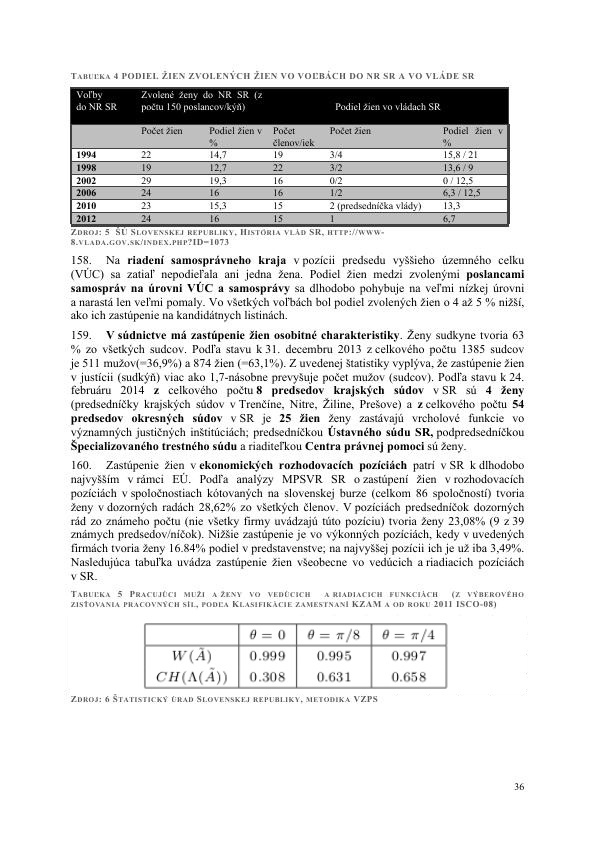 TABUĽKA 4 PODIEL ŽIEN ZVOLENÝCH ŽIEN VO VOĽBÁCH DO NR SR A VO VLÁDE SR
Voľby do NR SR | Zvolené ženy do NR SR (z počtu 150 poslancov/kýň) | Podiel žien vo vládach SR
Počet žien | Podiel žien v % | Počet členov/iek | Počet žien | Podiel žien v %
1994 | 22 | 14,7 | 19 | 3/4 | 15,8 / 21
1998 | 19 | 12,7 | 22 | 3/2 | 13,6 / 9
2002 | 29 | 19,3 | 16 | 0/2 | 0 / 12,5
2006 | 24 | 16 | 16 | 1/2 | 6,3 / 12,5
2010 | 23 | 15,3 | 15 | 2 (predsedníčka vlády) | 13,3
2012 | 24 | 16 | 15 | 1 | 6,7
ZDROJ: 5 ŠÚ SLOVENSKEJ REPUBLIKY, HISTÓRIA VLÁD SR, HTTP://WWW-
8.VLADA.GOV.SK/INDEX.PHP?ID=1073
158. Na riadení samosprávneho kraja v pozícii predsedu vyššieho územného celku
(VÚC) sa zatiaľ nepodieľala ani jedna žena. Podiel žien medzi zvolenými poslancami
samospráv na úrovni VÚC a samosprávy sa dlhodobo pohybuje na veľmi nízkej úrovni
a narastá len veľmi pomaly. Vo všetkých voľbách bol podiel zvolených žien o 4 až 5 % nižší,
ako ich zastúpenie na kandidátnych listinách.
159. V súdnictve má zastúpenie žien osobitné charakteristiky. Ženy sudkyne tvoria 63
% zo všetkých sudcov. Podľa stavu k 31. decembru 2013 z celkového počtu 1385 sudcov
je 511 mužov(=36,9%) a 874 žien (=63,1%). Z uvedenej štatistiky vyplýva, že zastúpenie žien
v justícii (sudkýň) viac ako 1,7-násobne prevyšuje počet mužov (sudcov). Podľa stavu k 24.
februáru 2014 z celkového počtu 8 predsedov krajských súdov v SR sú 4 ženy
(predsedníčky krajských súdov v Trenčíne, Nitre, Žiline, Prešove) a z celkového počtu 54
predsedov okresných súdov v SR je 25 žien ženy zastávajú vrcholové funkcie vo
významných justičných inštitúciách; predsedníčkou Ústavného súdu SR, podpredsedníčkou
Špecializovaného trestného súdu a riaditeľkou Centra právnej pomoci sú ženy.
160. Zastúpenie žien v ekonomických rozhodovacích pozíciách patrí v SR k dlhodobo
najvyšším v rámci EÚ. Podľa analýzy MPSVR SR o zastúpení žien v rozhodovacích
pozíciách v spoločnostiach kótovaných na slovenskej burze (celkom 86 spoločností) tvoria
ženy v dozorných radách 28,62% zo všetkých členov. V pozíciách predsedníčok dozorných
rád zo známeho počtu (nie všetky firmy uvádzajú túto pozíciu) tvoria ženy 23,08% (9 z 39
známych predsedov/níčok). Nižšie zastúpenie je vo výkonných pozíciách, kedy v uvedených
firmách tvoria ženy 16.84% podiel v predstavenstve; na najvyššej pozícii ich je už iba 3,49%.
Nasledujúca tabuľka uvádza zastúpenie žien všeobecne vo vedúcich a riadiacich pozíciách
v SR.
TABUĽKA 5 PRACUJÚCI MUŽI A ŽENY VO VEDÚCICH A RIADIACICH FUNKCIÁCH (Z VÝBEROVÉHO
ZISŤOVANIA PRACOVNÝCH SÍL, PODĽA KLASIFIKÁCIE ZAMESTNANÍ KZAM A OD ROKU 2011 ISCO-08)
θ = 0 | θ = π/8 | θ = π/4
W(Ã) | 0.999 | 0.995 | 0.997
CH(Λ(Ã)) | 0.308 | 0.631 | 0.658
ZDROJ: 6 ŠTATISTICKÝ ÚRAD SLOVENSKEJ REPUBLIKY, METODIKA VZPS
36